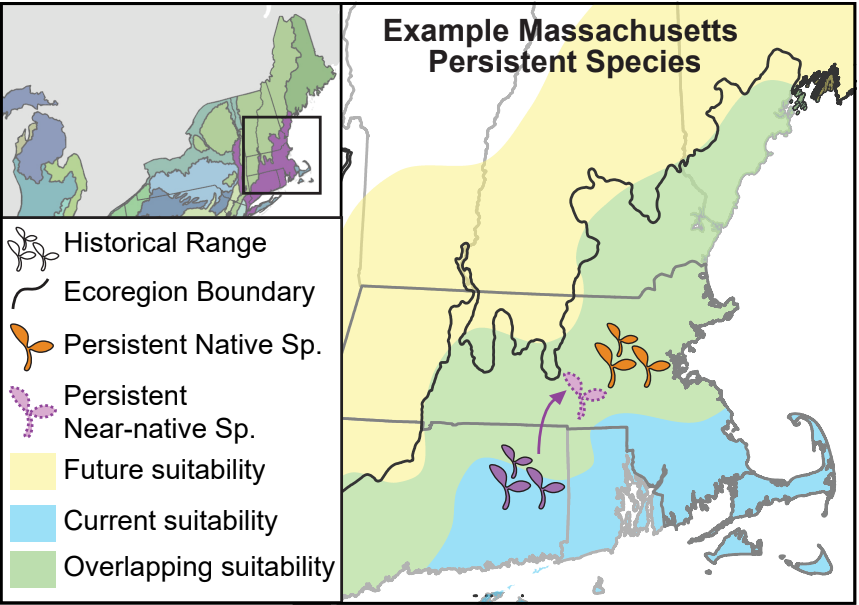 Example Massachusetts
Persistent Species
Historical Range
Ecoregion Boundary
Persistent Native Sp.
Persistent
Near-native Sp.
Future suitability
Current suitability
Overlapping suitability